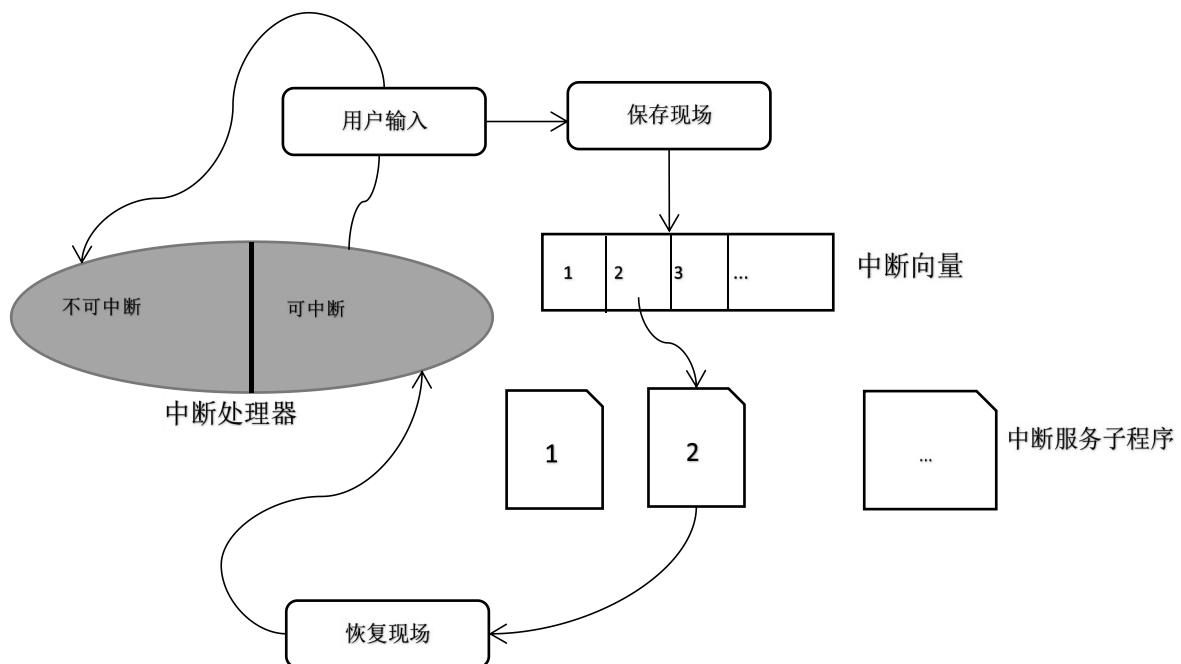 用户输入
保存现场
1 2 3 ...
中断向量
不可中断
可中断
中断处理器
1
2
...
中断服务子程序
恢复现场